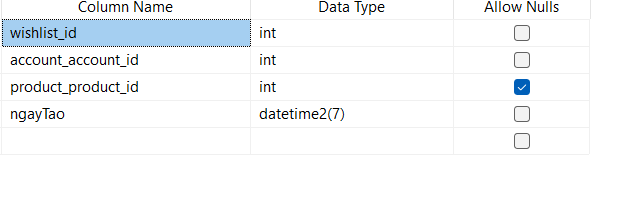 Column Name Data Type Allow Nulls
wishlist_id int
account_account_id int
product_product_id int
ngayTao datetime2(7)